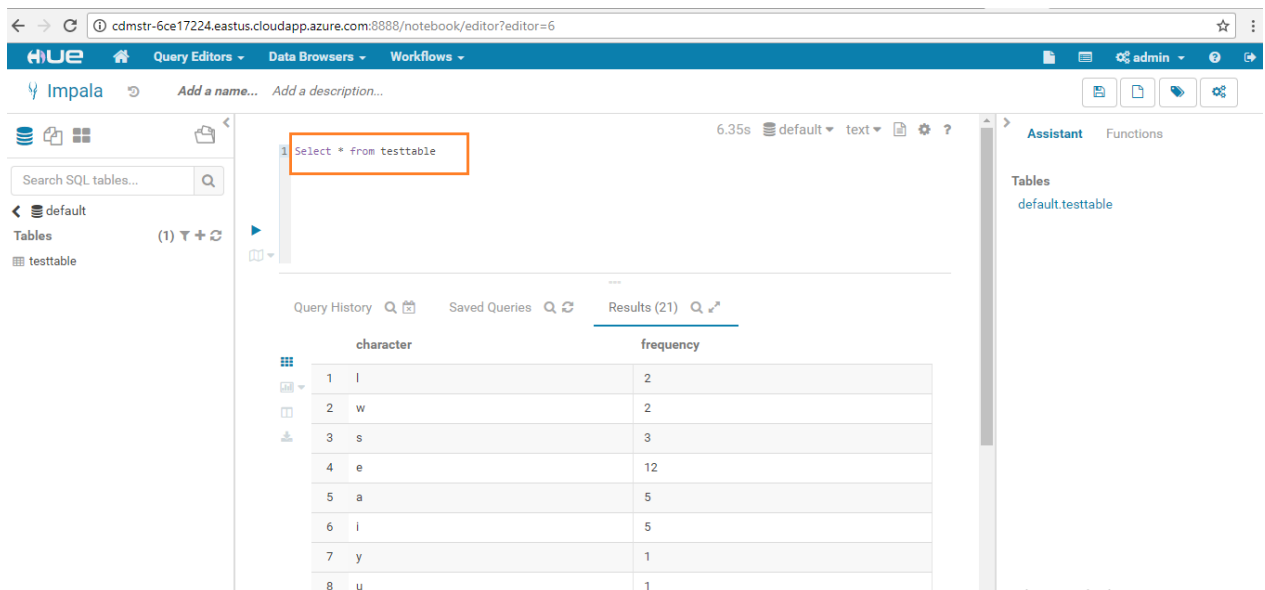 cdmstr-6ce17224.eastus.cloudapp.azure.com:8888/notebook/editor?editor=6
HUE Query Editors Data Browsers Workflows admin ?
Impala Add a name... Add a description...
6.35s default text ?
Assistant Functions
1 Select * from testtable
Search SQL tables...
Tables
default
default.testtable
Tables (1)
testtable
Query History Saved Queries Results (21)
character frequency
1 l 2
2 w 2
3 s 3
4 e 12
5 a 5
6 i 5
7 y 1
8 u 1